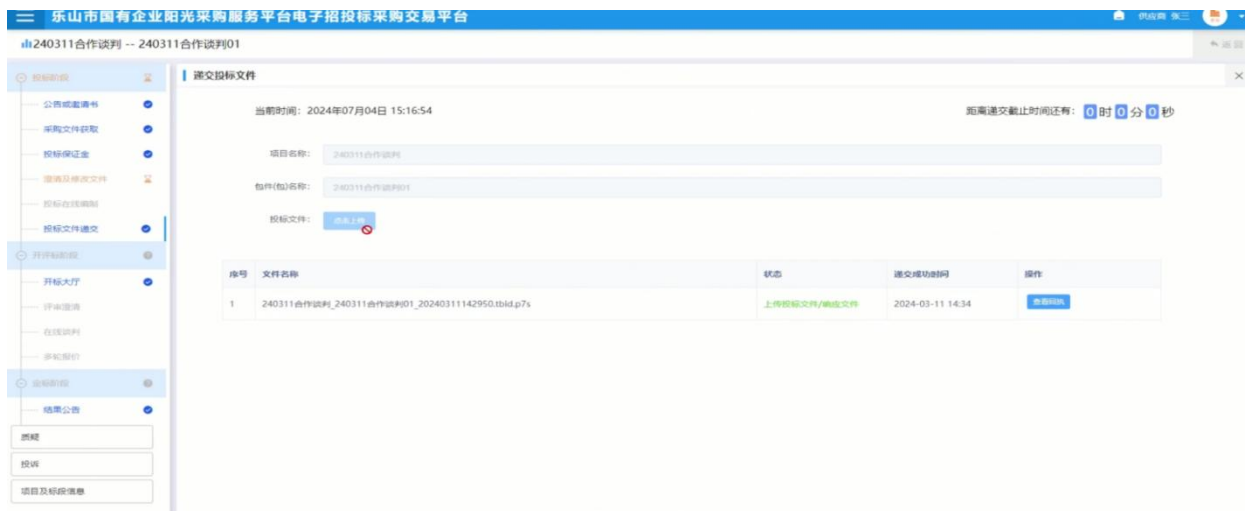 乐山市国有企业阳光采购服务平台电子招投标采购交易平台
供应商 张三
240311合作谈判 -- 240311合作谈判01
返回
投标阶段
公告或邀请书
采购文件获取
投标保证金
澄清及修改文件
投标在线编制
投标文件递交
开评标阶段
开标大厅
评审澄清
在线谈判
多轮报价
定标阶段
结果公告
质疑
投诉
项目及标段信息
递交投标文件
当前时间：2024年07月04日 15:16:54
距离递交截止时间还有：0时0分0秒
项目名称： 240311合作谈判
包件(包)名称： 240311合作谈判01
投标文件： 点击上传
序号 文件名称 状态 递交成功时间 操作
1 240311合作谈判_240311合作谈判01_20240311142950.tbid.p7s 上传投标文件/响应文件 2024-03-11 14:34 查看回执